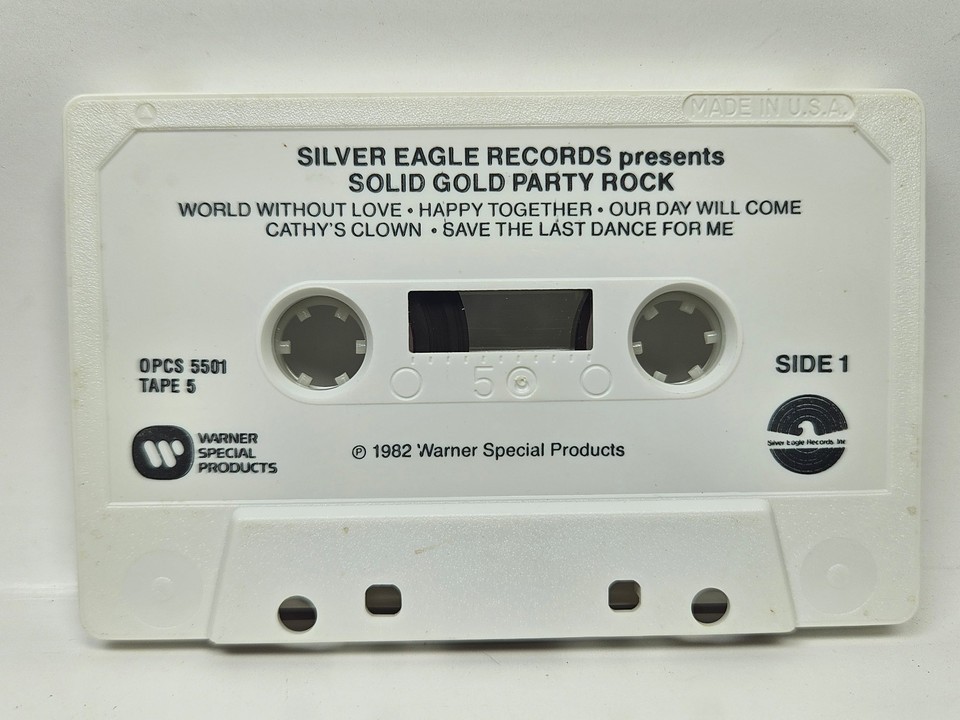 MADE IN U.S.A.
SILVER EAGLE RECORDS presents
SOLID GOLD PARTY ROCK
WORLD WITHOUT LOVE • HAPPY TOGETHER • OUR DAY WILL COME
CATHY'S CLOWN • SAVE THE LAST DANCE FOR ME
5
OPCS 5501
TAPE 5
SIDE 1
WARNER
SPECIAL
PRODUCTS
℗ 1982 Warner Special Products
Silver Eagle Records, Inc.